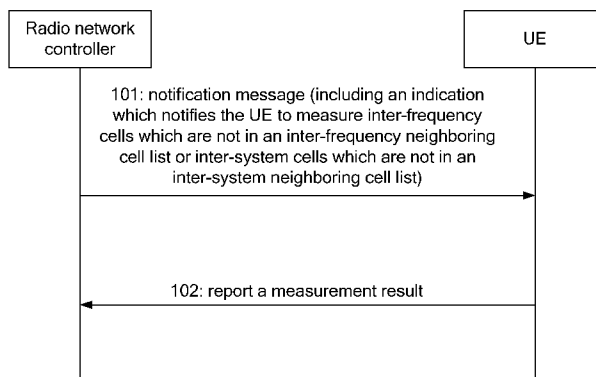 Radio network
controller
UE
101: notification message (including an indication
which notifies the UE to measure inter-frequency
cells which are not in an inter-frequency neighboring
cell list or inter-system cells which are not in an
inter-system neighboring cell list)
102: report a measurement result